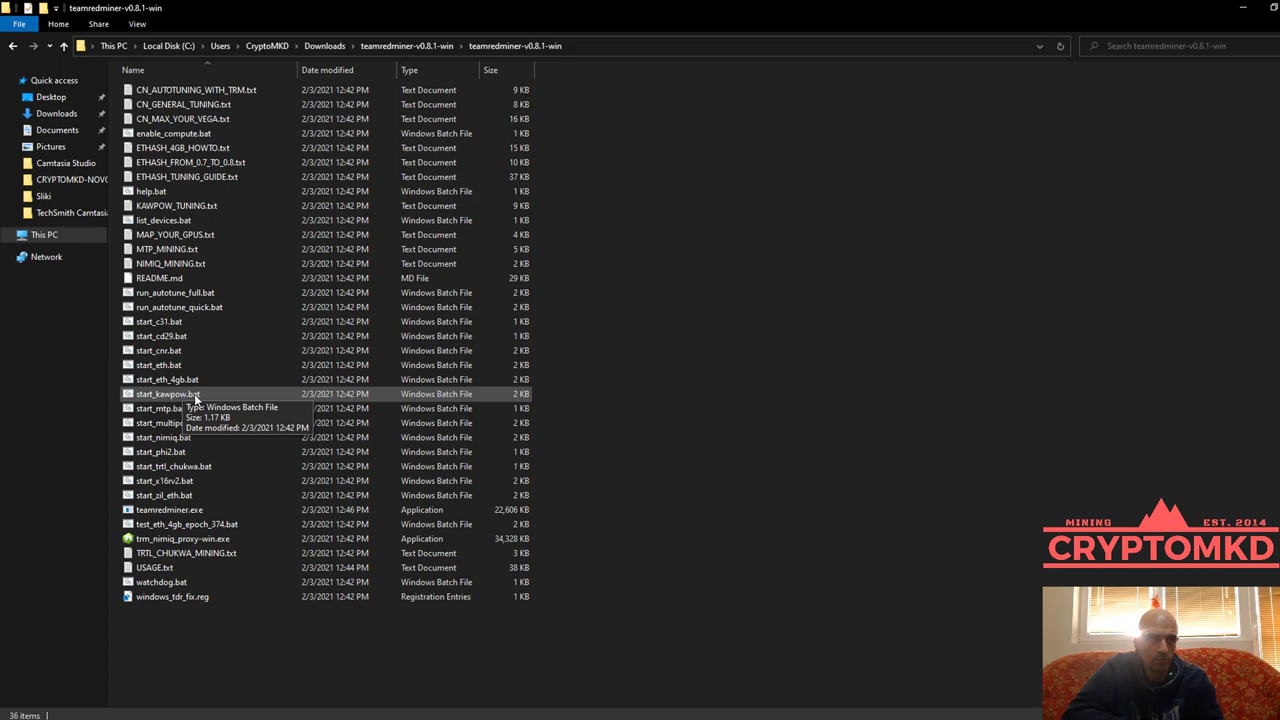 teamredminer-v0.8.1-win
File Home Share View
This PC Local Disk (C:) Users CryptoMKD Downloads teamredminer-v0.8.1-win teamredminer-v0.8.1-win
Search teamredminer-v0.8.1-win
Quick access
Desktop
Downloads
Documents
Pictures
Camtasia Studio
CRYPTOMKD-NOVO
Sliki
TechSmith Camtasia
This PC
Network
Name Date modified Type Size
CN_AUTOTUNING_WITH_TRM.txt 2/3/2021 12:42 PM Text Document 9 KB
CN_GENERAL_TUNING.txt 2/3/2021 12:42 PM Text Document 8 KB
CN_MAX_YOUR_VEGA.txt 2/3/2021 12:42 PM Text Document 16 KB
enable_compute.bat 2/3/2021 12:42 PM Windows Batch File 1 KB
ETHASH_4GB_HOWTO.txt 2/3/2021 12:42 PM Text Document 15 KB
ETHASH_FROM_0.7_TO_0.8.txt 2/3/2021 12:42 PM Text Document 10 KB
ETHASH_TUNING_GUIDE.txt 2/3/2021 12:42 PM Text Document 37 KB
help.bat 2/3/2021 12:42 PM Windows Batch File 1 KB
KAWPOW_TUNING.txt 2/3/2021 12:42 PM Text Document 9 KB
list_devices.bat 2/3/2021 12:42 PM Windows Batch File 1 KB
MAP_YOUR_GPUS.txt 2/3/2021 12:42 PM Text Document 4 KB
MTP_MINING.txt 2/3/2021 12:42 PM Text Document 5 KB
NIMIQ_MINING.txt 2/3/2021 12:42 PM Text Document 2 KB
README.md 2/3/2021 12:42 PM MD File 29 KB
run_autotune_full.bat 2/3/2021 12:42 PM Windows Batch File 2 KB
run_autotune_quick.bat 2/3/2021 12:42 PM Windows Batch File 2 KB
start_c31.bat 2/3/2021 12:42 PM Windows Batch File 1 KB
start_cd29.bat 2/3/2021 12:42 PM Windows Batch File 1 KB
start_cnr.bat 2/3/2021 12:42 PM Windows Batch File 2 KB
start_eth.bat 2/3/2021 12:42 PM Windows Batch File 2 KB
start_eth_4gb.bat 2/3/2021 12:42 PM Windows Batch File 2 KB
start_kawpow.bat 2/3/2021 12:42 PM Windows Batch File 2 KB
start_mtp.ba /3/2021 12:42 PM Windows Batch File 1 KB
start_multipo /3/2021 12:42 PM Windows Batch File 2 KB
Type: Windows Batch File
Size: 1.17 KB
Date modified: 2/3/2021 12:42 PM
start_nimiq.bat 2/3/2021 12:42 PM Windows Batch File 2 KB
start_phi2.bat 2/3/2021 12:42 PM Windows Batch File 1 KB
start_trtl_chukwa.bat 2/3/2021 12:42 PM Windows Batch File 1 KB
start_x16rv2.bat 2/3/2021 12:42 PM Windows Batch File 2 KB
start_zil_eth.bat 2/3/2021 12:42 PM Windows Batch File 2 KB
teamredminer.exe 2/3/2021 12:46 PM Application 22,606 KB
test_eth_4gb_epoch_374.bat 2/3/2021 12:42 PM Windows Batch File 2 KB
trm_nimiq_proxy-win.exe 2/3/2021 12:42 PM Application 34,328 KB
TRTL_CHUKWA_MINING.txt 2/3/2021 12:42 PM Text Document 3 KB
USAGE.txt 2/3/2021 12:44 PM Text Document 38 KB
watchdog.bat 2/3/2021 12:42 PM Windows Batch File 1 KB
windows_tdr_fix.reg 2/3/2021 12:42 PM Registration Entries 1 KB
MINING EST. 2014
CRYPTOMKD
36 items